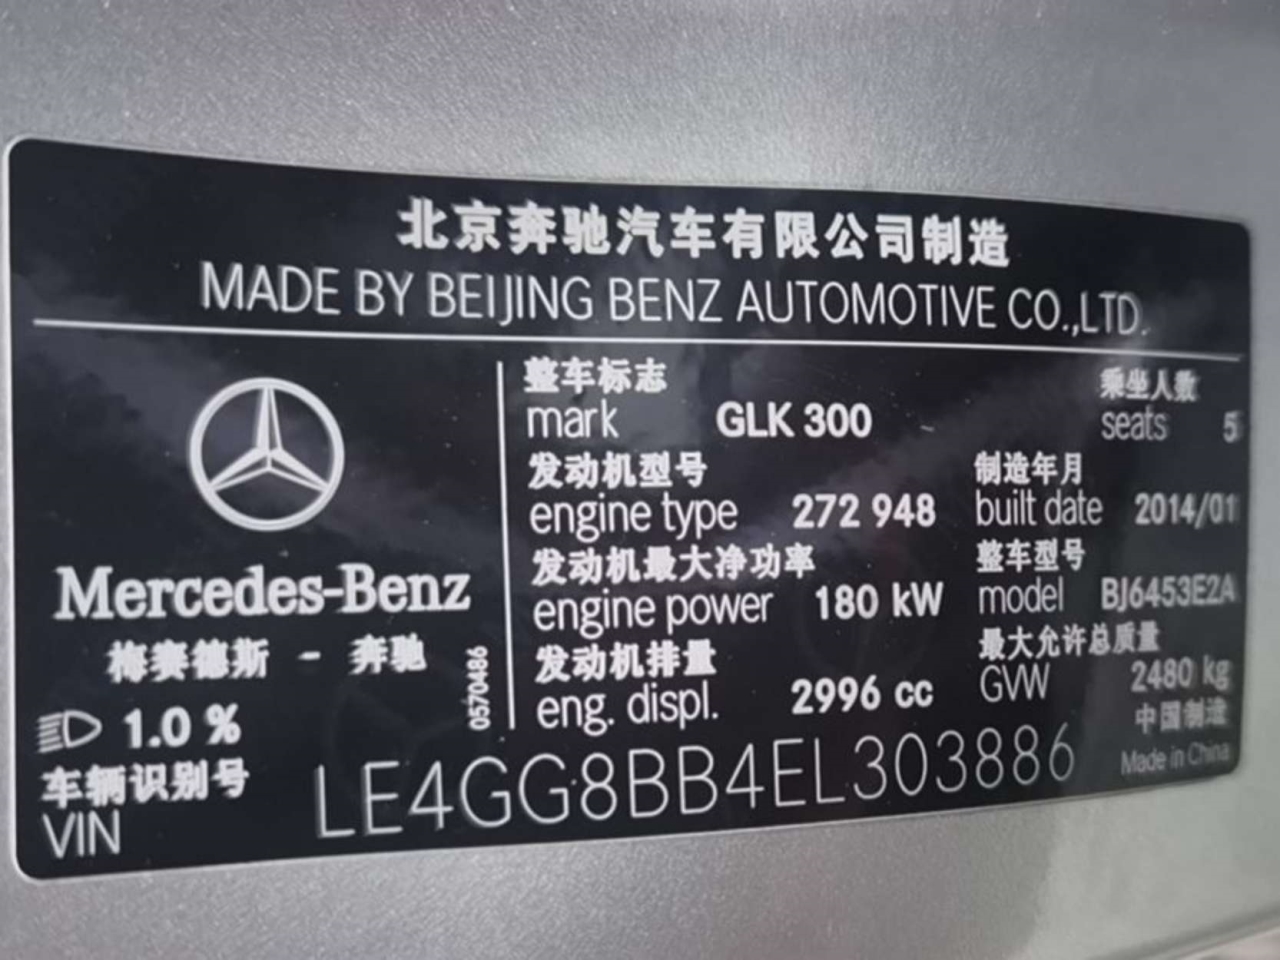 北京奔驰汽车有限公司制造
MADE BY BEIJING BENZ AUTOMOTIVE CO.,LTD.
Mercedes-Benz
梅赛德斯 - 奔驰
1.0 %
0570486
整车标志
mark GLK 300
乘坐人数
seats 5
发动机型号
engine type 272 948
制造年月
built date 2014/01
发动机最大净功率
engine power 180 kW
整车型号
model BJ6453E2A
发动机排量
eng. displ. 2996 cc
最大允许总质量
GVW 2480 kg
中国制造
Made in China
车辆识别号
VIN LE4GG8BB4EL303886